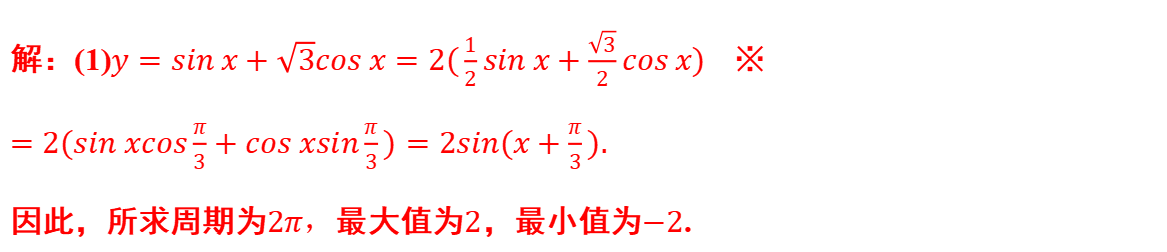 解：(1)y = sin x + √3cos x = 2(1/2 sin x + √3/2 cos x) ※
= 2(sin xcos π/3 + cos xsin π/3) = 2sin(x + π/3).
因此，所求周期为2π，最大值为2，最小值为−2.